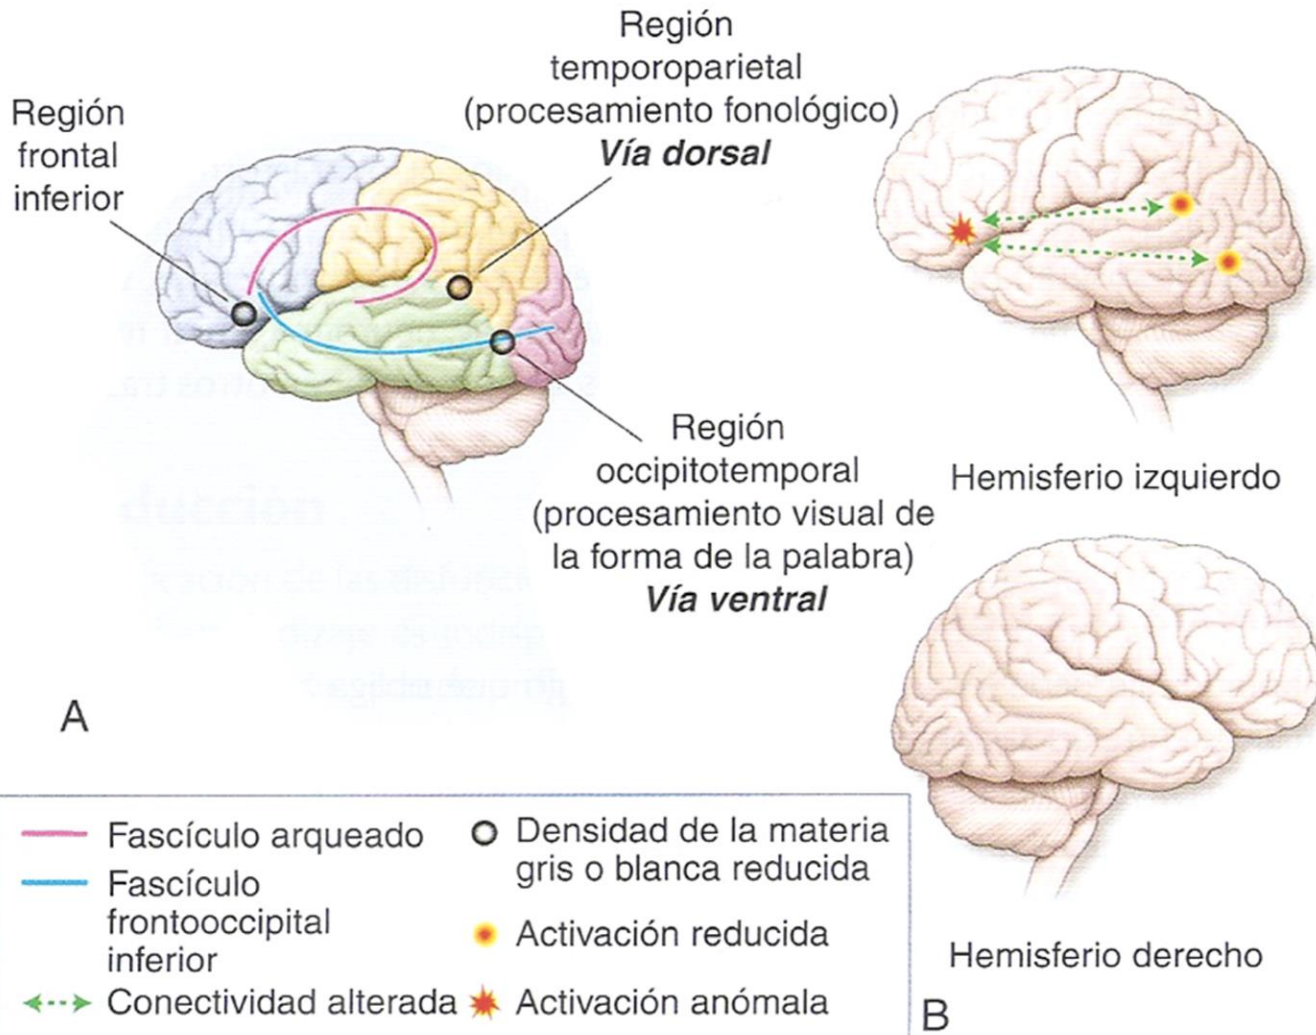 Región
frontal
inferior
Región
temporoparietal
(procesamiento fonológico)
Vía dorsal
Región
occipitotemporal
(procesamiento visual de
la forma de la palabra)
Vía ventral
A
Hemisferio izquierdo
Hemisferio derecho
B
Fascículo arqueado
Fascículo
frontooccipital
inferior
Conectividad alterada
Densidad de la materia
gris o blanca reducida
Activación reducida
Activación anómala